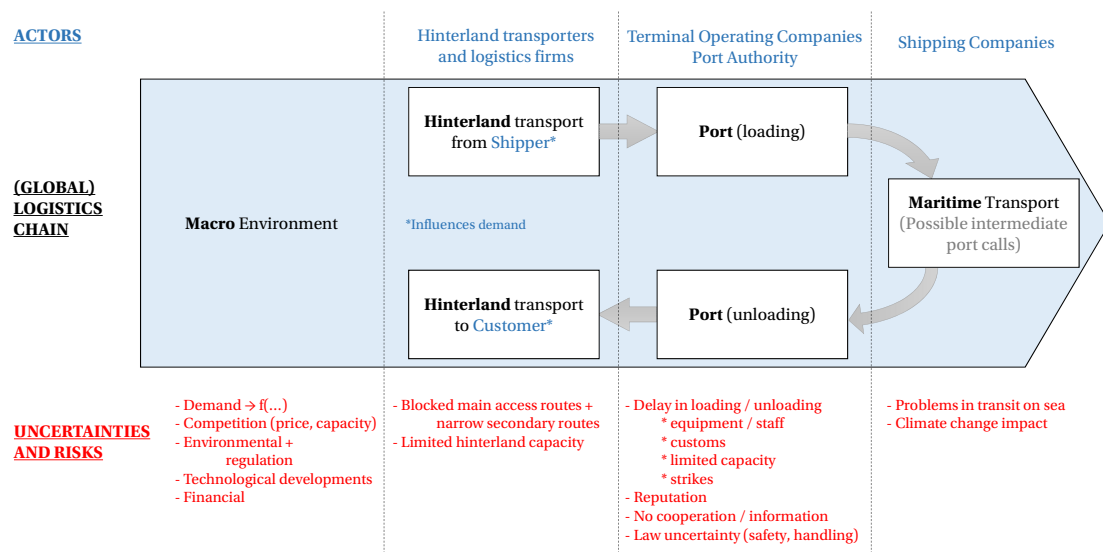 ACTORS
Hinterland transporters
and logistics firms
Terminal Operating Companies
Port Authority
Shipping Companies
(GLOBAL)
LOGISTICS
CHAIN
Macro Environment
Hinterland transport
from Shipper*
Port (loading)
Maritime Transport
(Possible intermediate
port calls)
*Influences demand
Hinterland transport
to Customer*
Port (unloading)
UNCERTAINTIES
AND RISKS
- Demand → f(...)
- Competition (price, capacity)
- Environmental +
regulation
- Technological developments
- Financial
- Blocked main access routes +
narrow secondary routes
- Limited hinterland capacity
- Delay in loading / unloading
* equipment / staff
* customs
* limited capacity
* strikes
- Reputation
- No cooperation / information
- Law uncertainty (safety, handling)
- Problems in transit on sea
- Climate change impact